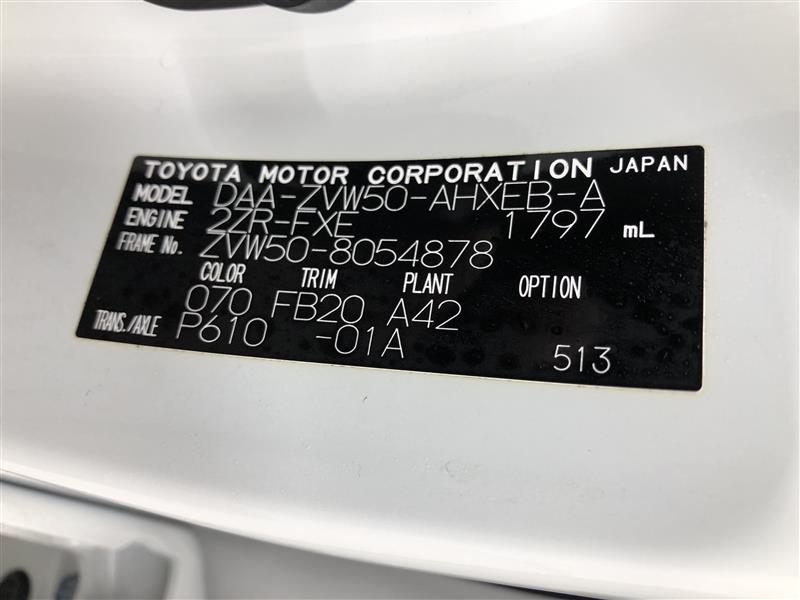 TOYOTA MOTOR CORPORATION JAPAN
MODEL DAA-ZVW50-AHXEB-A
ENGINE 2ZR-FXE 1797 mL
FRAME No. ZVW50-8054878
COLOR TRIM PLANT OPTION
070 FB20 A42
TRANS./AXLE P610 -01A 513